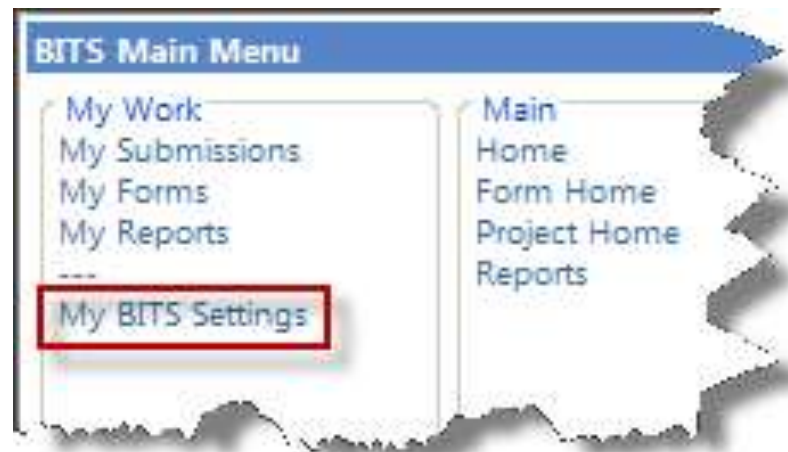 BITS Main Menu
My Work
My Submissions
My Forms
My Reports
---
My BITS Settings
Main
Home
Form Home
Project Home
Reports